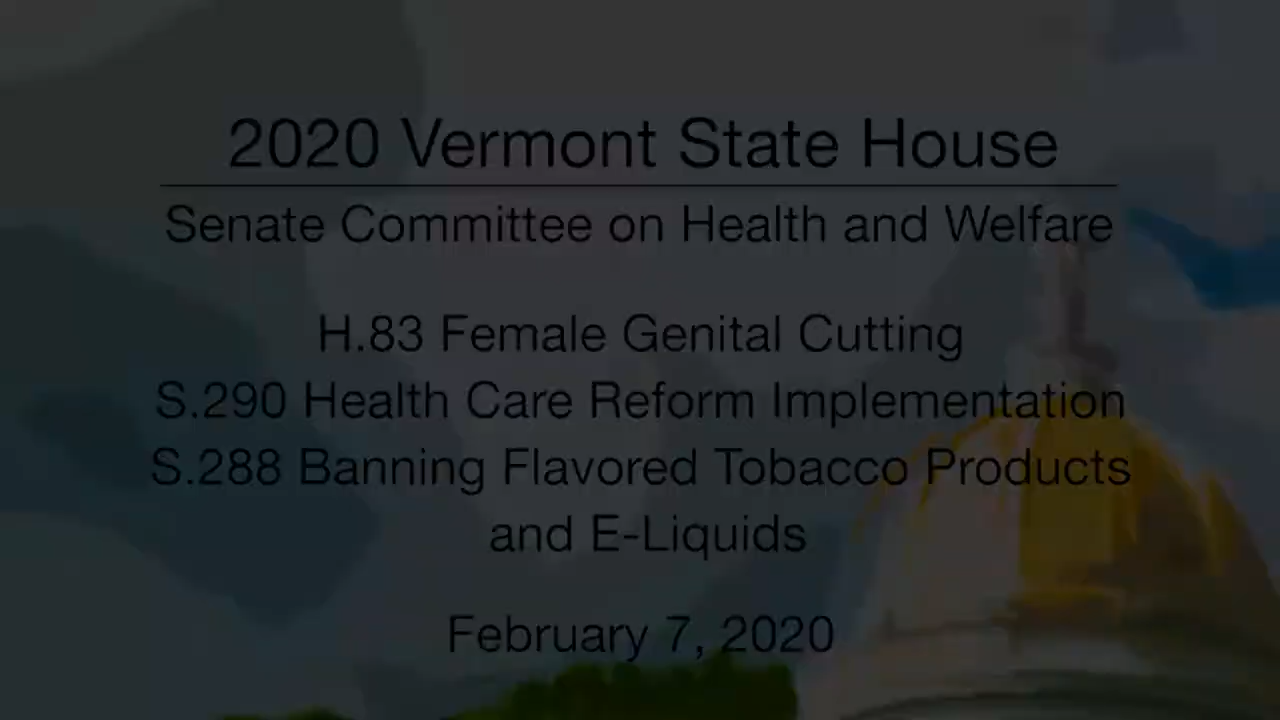 2020 Vermont State House
Senate Committee on Health and Welfare
H.83 Female Genital Cutting
S.290 Health Care Reform Implementation
S.288 Banning Flavored Tobacco Products
and E-Liquids
February 7, 2020